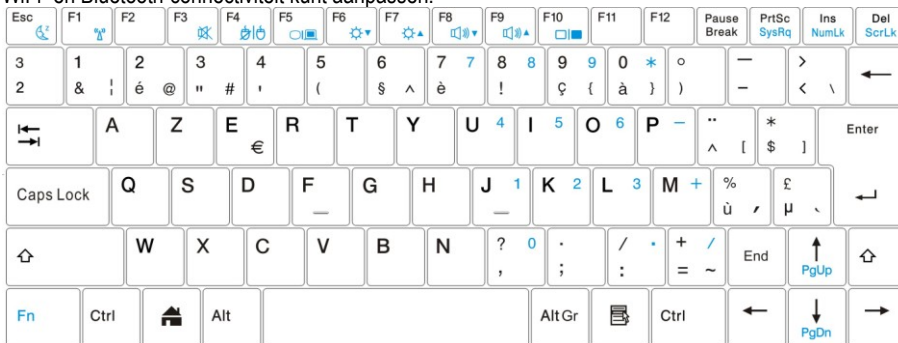 WiFi- en Bluetooth-connectiviteit kunt aanpassen.
Esc F1 F2 F3 F4 F5 F6 F7 F8 F9 F10 F11 F12 Pause Break PrtSc SysRq Ins NumLk Del ScrLk
3 2 1 & ¦ 2 é @ 3 " # 4 ' 5 ( 6 § ^ 7 7 è 8 8 ! 9 9 ç { 0 * à } ° ) — – > < \ ←
A Z E € R T Y U 4 I 5 O 6 P – ¨ ^ [ * $ ] Enter
Caps Lock Q S D F G H J 1 K 2 L 3 M + % ù ′ £ µ ` ↵
⇧ W X C V B N ? 0 , . ; / · : + / = ~ End ↑ PgUp ⇧
Fn Ctrl Alt Alt Gr Ctrl ← ↓ PgDn →